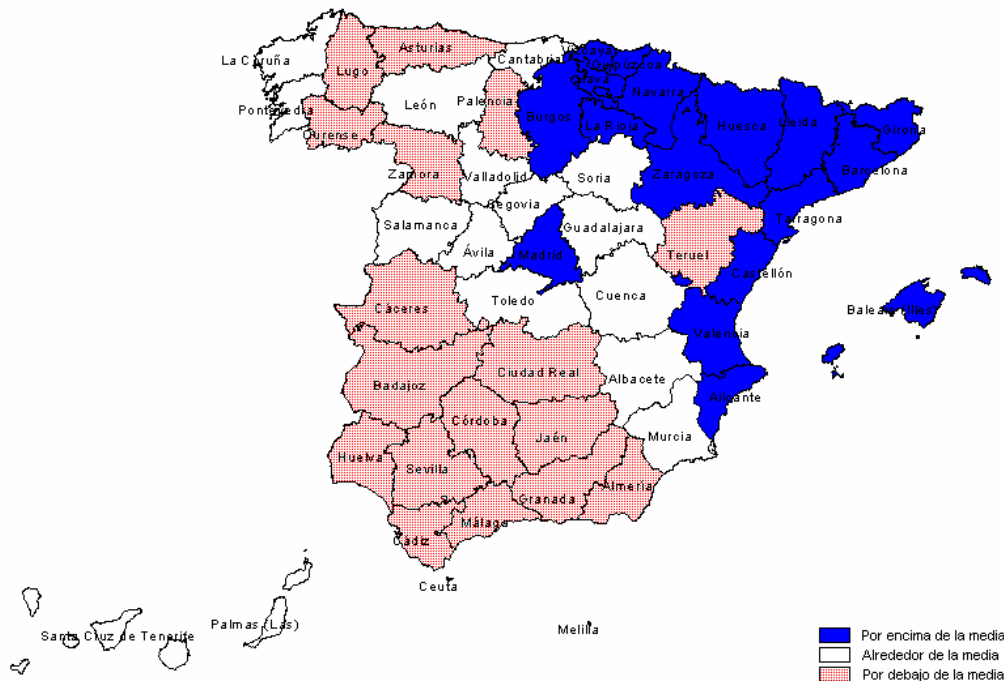 La Coruña
Lugo
Asturias
Cantabria
Vizcaya
Guipúzcoa
Álava
Navarra
Pontevedra
Ourense
León
Palencia
Burgos
La Rioja
Huesca
Lleida
Girona
Barcelona
Zamora
Valladolid
Soria
Zaragoza
Tarragona
Segovia
Salamanca
Ávila
Guadalajara
Madrid
Teruel
Castellón
Cáceres
Toledo
Cuenca
Valencia
Badajoz
Ciudad Real
Albacete
Alicante
Córdoba
Jaén
Murcia
Huelva
Sevilla
Granada
Almería
Málaga
Cádiz
Ceuta
Melilla
Santa Cruz de Tenerife
Palmas (Las)
Por encima de la media
Alrededor de la media
Por debajo de la media